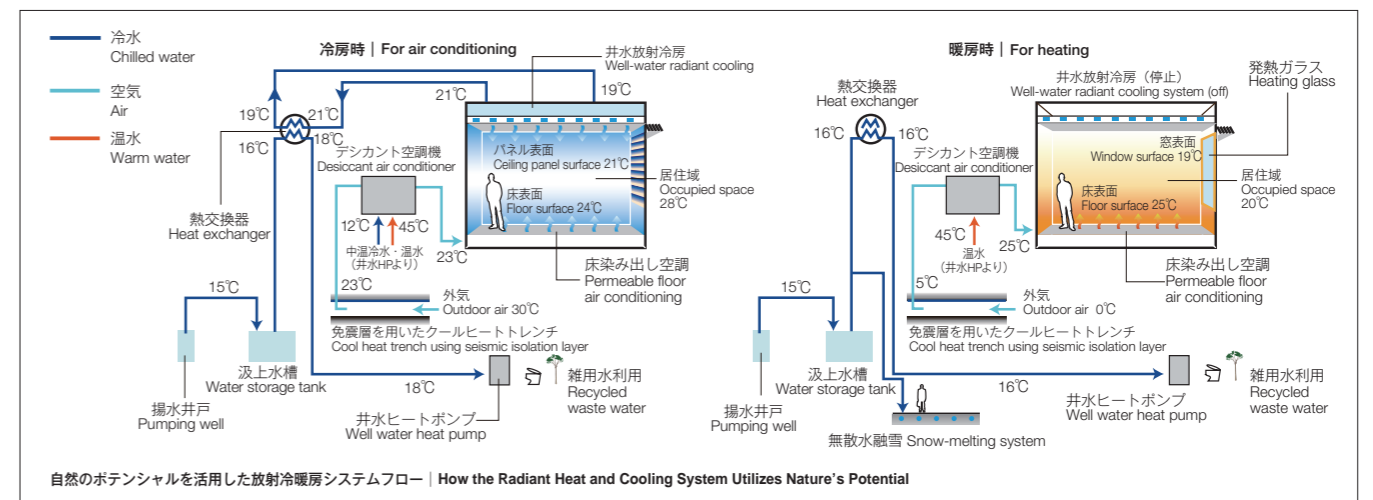 冷水
Chilled water
空気
Air
温水
Warm water
冷房時 | For air conditioning
井水放射冷房
Well-water radiant cooling
21℃
19℃
19℃
21℃
18℃
16℃
熱交換器
Heat exchanger
デシカント空調機
Desiccant air conditioner
12℃
45℃
中温冷水・温水
（井水HPより）
23℃
パネル表面
Ceiling panel surface 21℃
床表面
Floor surface 24℃
居住域
Occupied space
28℃
床染み出し空調
Permeable floor
air conditioning
23℃
外気
Outdoor air 30℃
免震層を用いたクールヒートトレンチ
Cool heat trench using seismic isolation layer
15℃
汲上水槽
Water storage tank
揚水井戸
Pumping well
18℃
井水ヒートポンプ
Well water heat pump
雑用水利用
Recycled
waste water
暖房時 | For heating
熱交換器
Heat exchanger
16℃
16℃
井水放射冷房（停止）
Well-water radiant cooling system (off)
発熱ガラス
Heating glass
デシカント空調機
Desiccant air conditioner
45℃
温水
（井水HPより）
25℃
窓表面
Window surface 19℃
床表面
Floor surface 25℃
居住域
Occupied space
20℃
床染み出し空調
Permeable floor
air conditioning
5℃
外気
Outdoor air 0℃
免震層を用いたクールヒートトレンチ
Cool heat trench using seismic isolation layer
15℃
汲上水槽
Water storage tank
揚水井戸
Pumping well
16℃
無散水融雪 Snow-melting system
井水ヒートポンプ
Well water heat pump
雑用水利用
Recycled
waste water
自然のポテンシャルを活用した放射冷暖房システムフロー | How the Radiant Heat and Cooling System Utilizes Nature's Potential